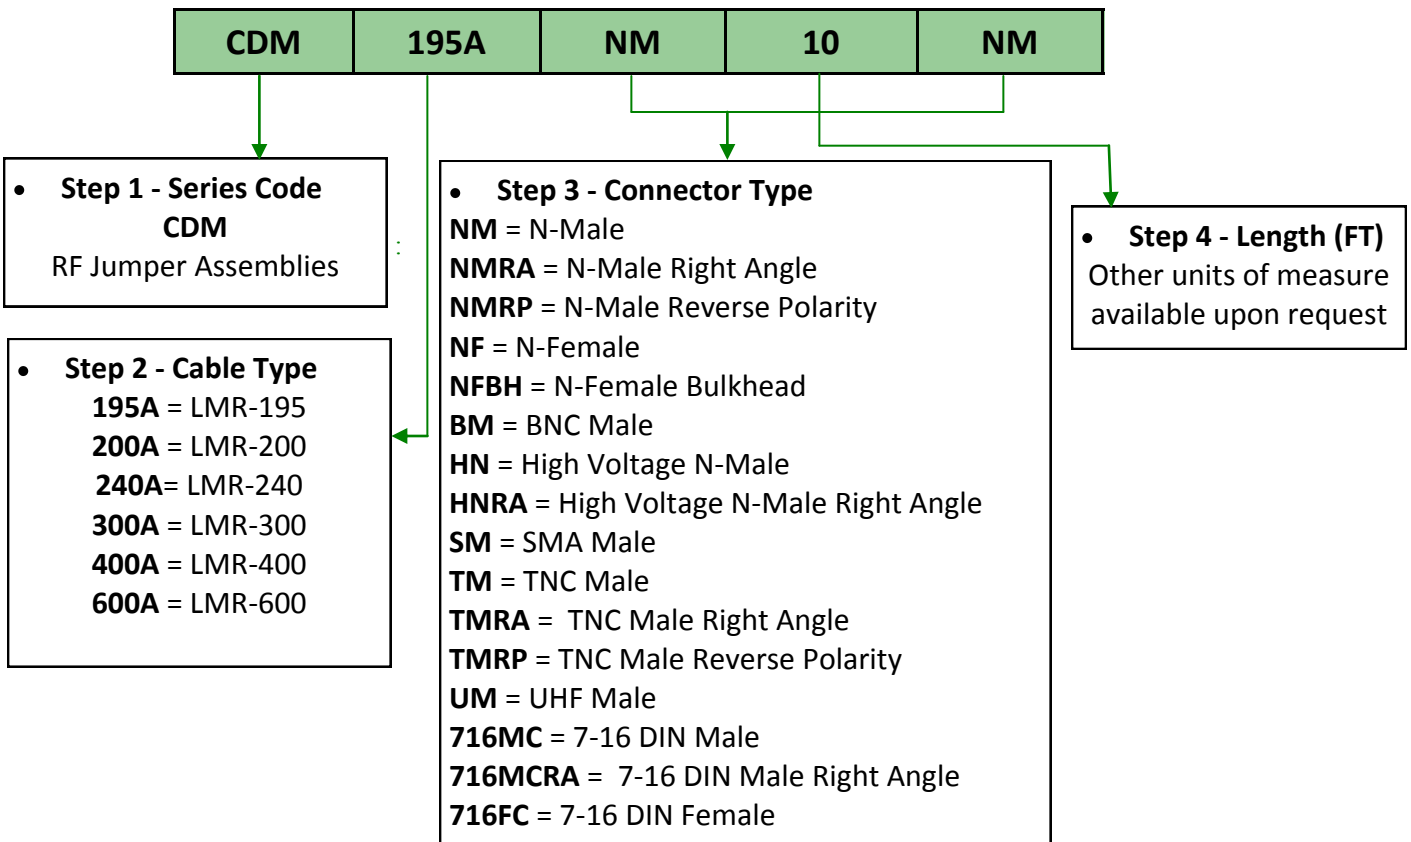 CDM 195A NM 10 NM
• Step 1 - Series Code
CDM
RF Jumper Assemblies
• Step 2 - Cable Type
195A = LMR-195
200A = LMR-200
240A= LMR-240
300A = LMR-300
400A = LMR-400
600A = LMR-600
• Step 3 - Connector Type
NM = N-Male
NMRA = N-Male Right Angle
NMRP = N-Male Reverse Polarity
NF = N-Female
NFBH = N-Female Bulkhead
BM = BNC Male
HN = High Voltage N-Male
HNRA = High Voltage N-Male Right Angle
SM = SMA Male
TM = TNC Male
TMRA = TNC Male Right Angle
TMRP = TNC Male Reverse Polarity
UM = UHF Male
716MC = 7-16 DIN Male
716MCRA = 7-16 DIN Male Right Angle
716FC = 7-16 DIN Female
• Step 4 - Length (FT)
Other units of measure
available upon request